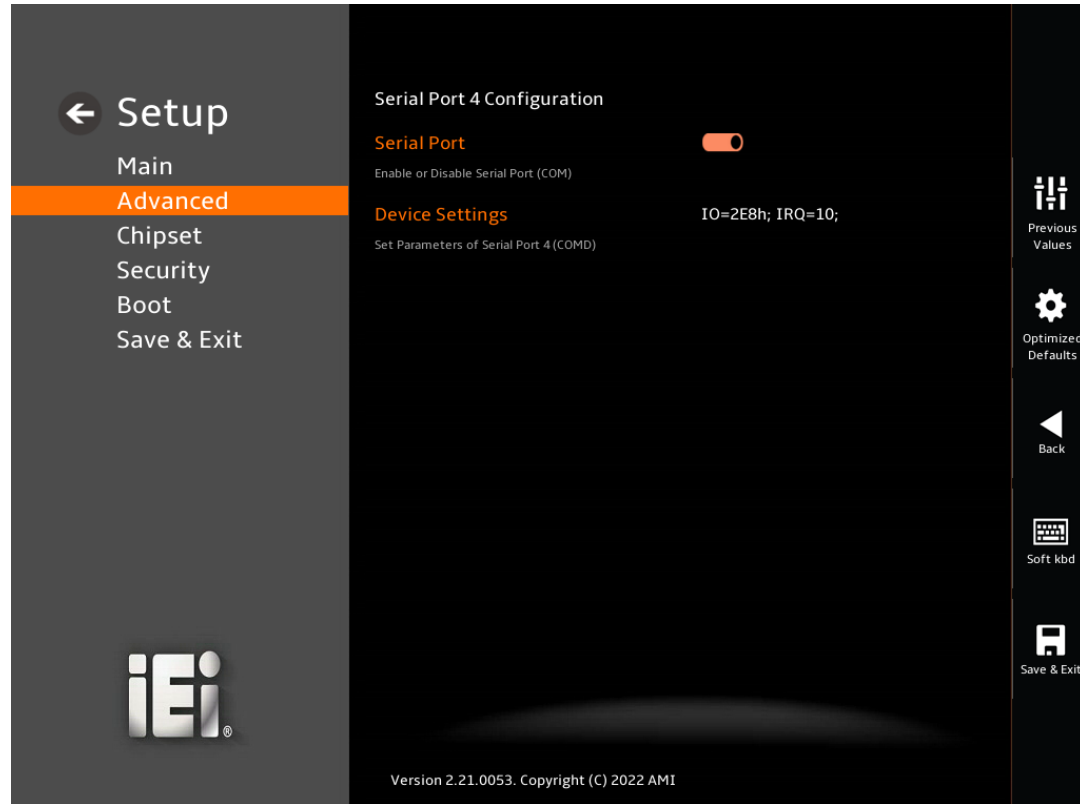 Setup
Main
Advanced
Chipset
Security
Boot
Save & Exit
iEi®
Serial Port 4 Configuration
Serial Port
Enable or Disable Serial Port (COM)
Device Settings IO=2E8h; IRQ=10;
Set Parameters of Serial Port 4 (COMD)
Version 2.21.0053. Copyright (C) 2022 AMI
Previous
Values
Optimized
Defaults
Back
Soft kbd
Save & Exit